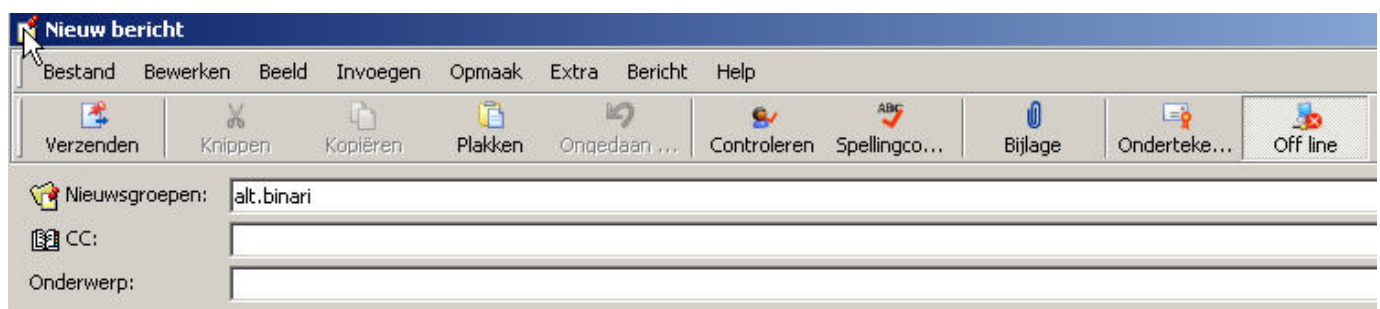 Nieuw bericht
Bestand Bewerken Beeld Invoegen Opmaak Extra Bericht Help
ABC
Verzenden Knippen Kopiëren Plakken Ongedaan ... Controleren Spellingco... Bijlage Onderteke... Off line
Nieuwsgroepen: alt.binari
CC:
Onderwerp: